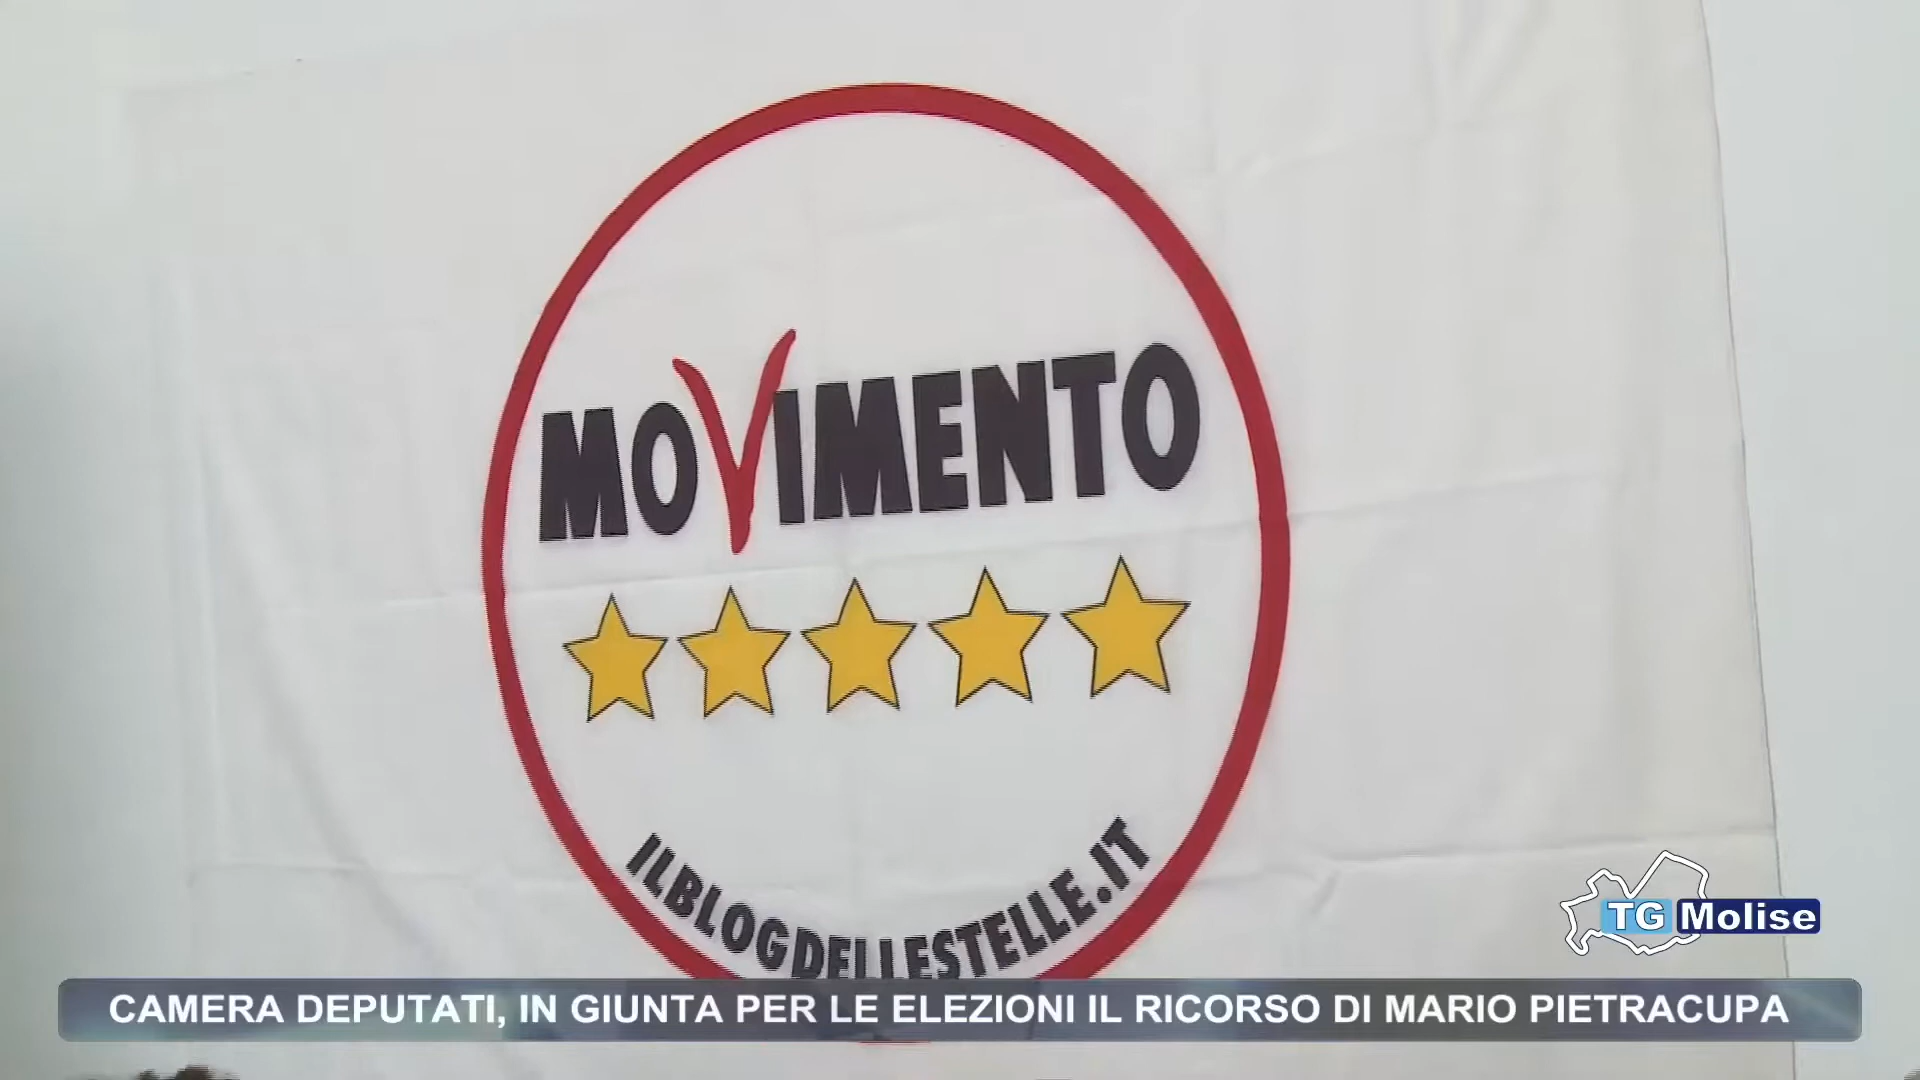 MOVIMENTO
ILBLOGDELLESTELLE.IT
TG Molise
CAMERA DEPUTATI, IN GIUNTA PER LE ELEZIONI IL RICORSO DI MARIO PIETRACUPA